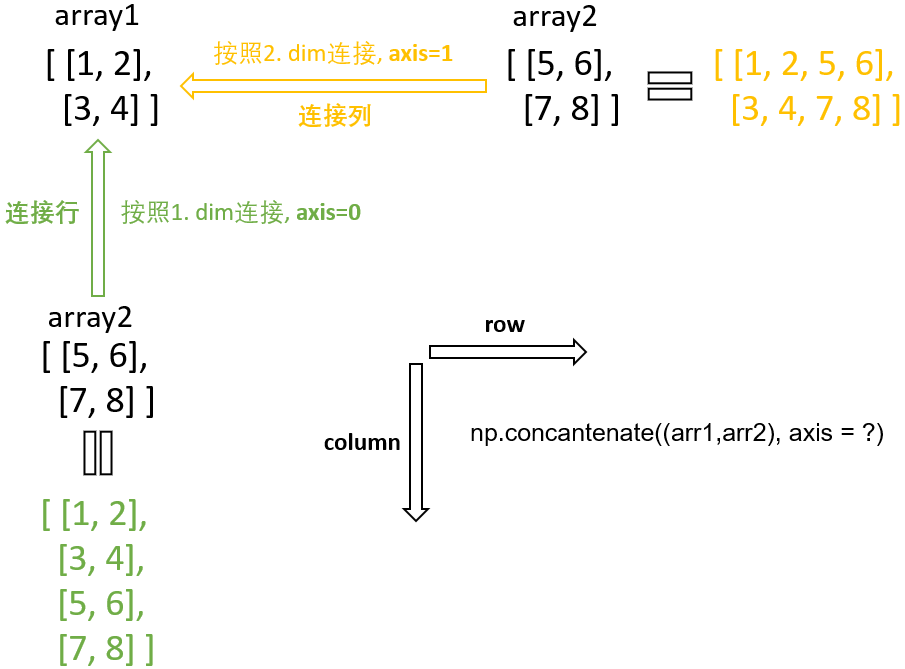 array1
[ [1, 2],
[3, 4] ]
按照2. dim连接, axis=1
连接列
array2
[ [5, 6],
[7, 8] ]
[ [1, 2, 5, 6],
[3, 4, 7, 8] ]
连接行
按照1. dim连接, axis=0
array2
[ [5, 6],
[7, 8] ]
[ [1, 2],
[3, 4],
[5, 6],
[7, 8] ]
row
column
np.concantenate((arr1,arr2), axis = ?)